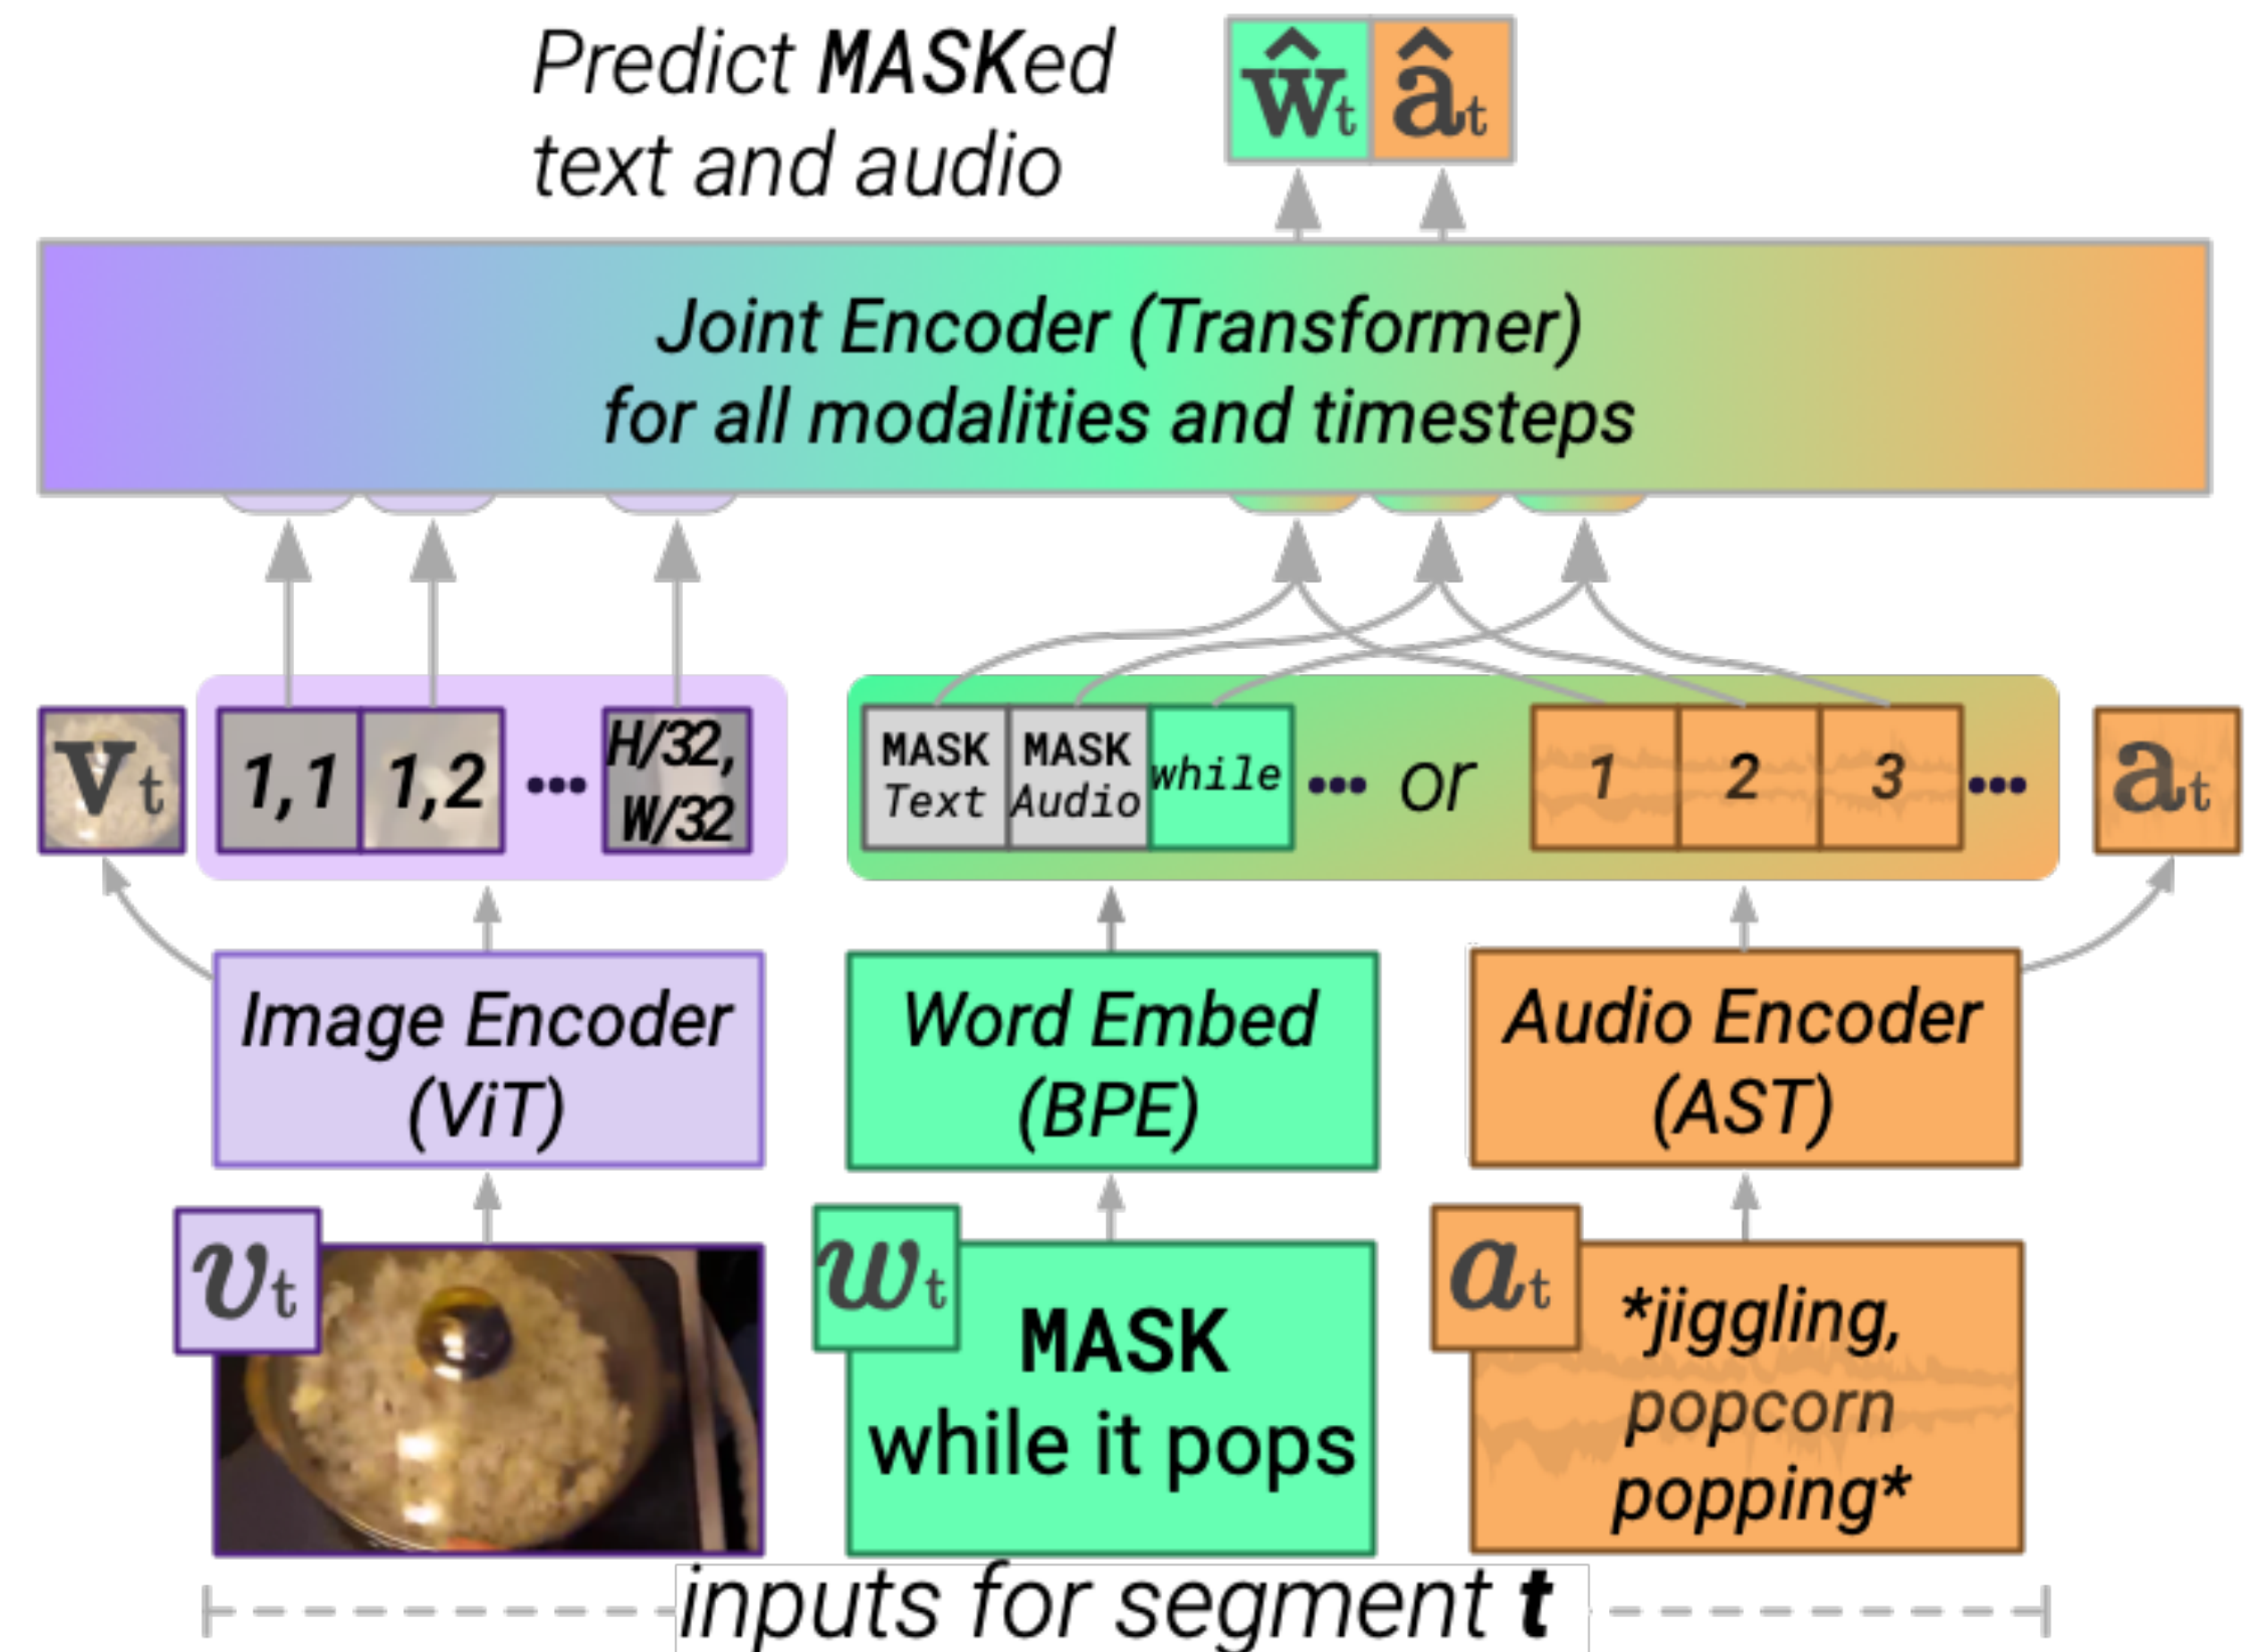 Predict MASKed
text and audio
ŵt
ât
Joint Encoder (Transformer)
for all modalities and timesteps
vt
1,1
1,2
•••
H/32,
W/32
MASK
Text
MASK
Audio
while
•••
or
1
2
3
•••
at
Image Encoder
(ViT)
Word Embed
(BPE)
Audio Encoder
(AST)
vt
wt
MASK
while it pops
at
*jiggling,
popcorn
popping*
inputs for segment t